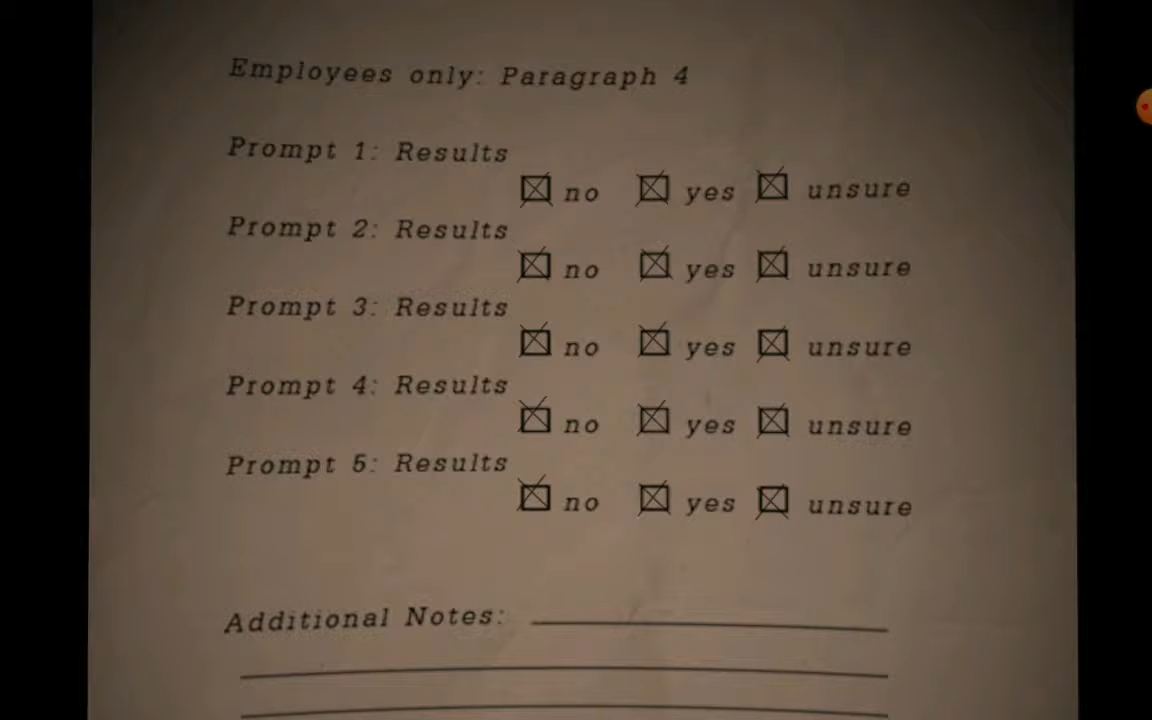 Employees only: Paragraph 4
Prompt 1: Results
☒ no ☒ yes ☒ unsure
Prompt 2: Results
☒ no ☒ yes ☒ unsure
Prompt 3: Results
☒ no ☒ yes ☒ unsure
Prompt 4: Results
☒ no ☒ yes ☒ unsure
Prompt 5: Results
☒ no ☒ yes ☒ unsure
Additional Notes: